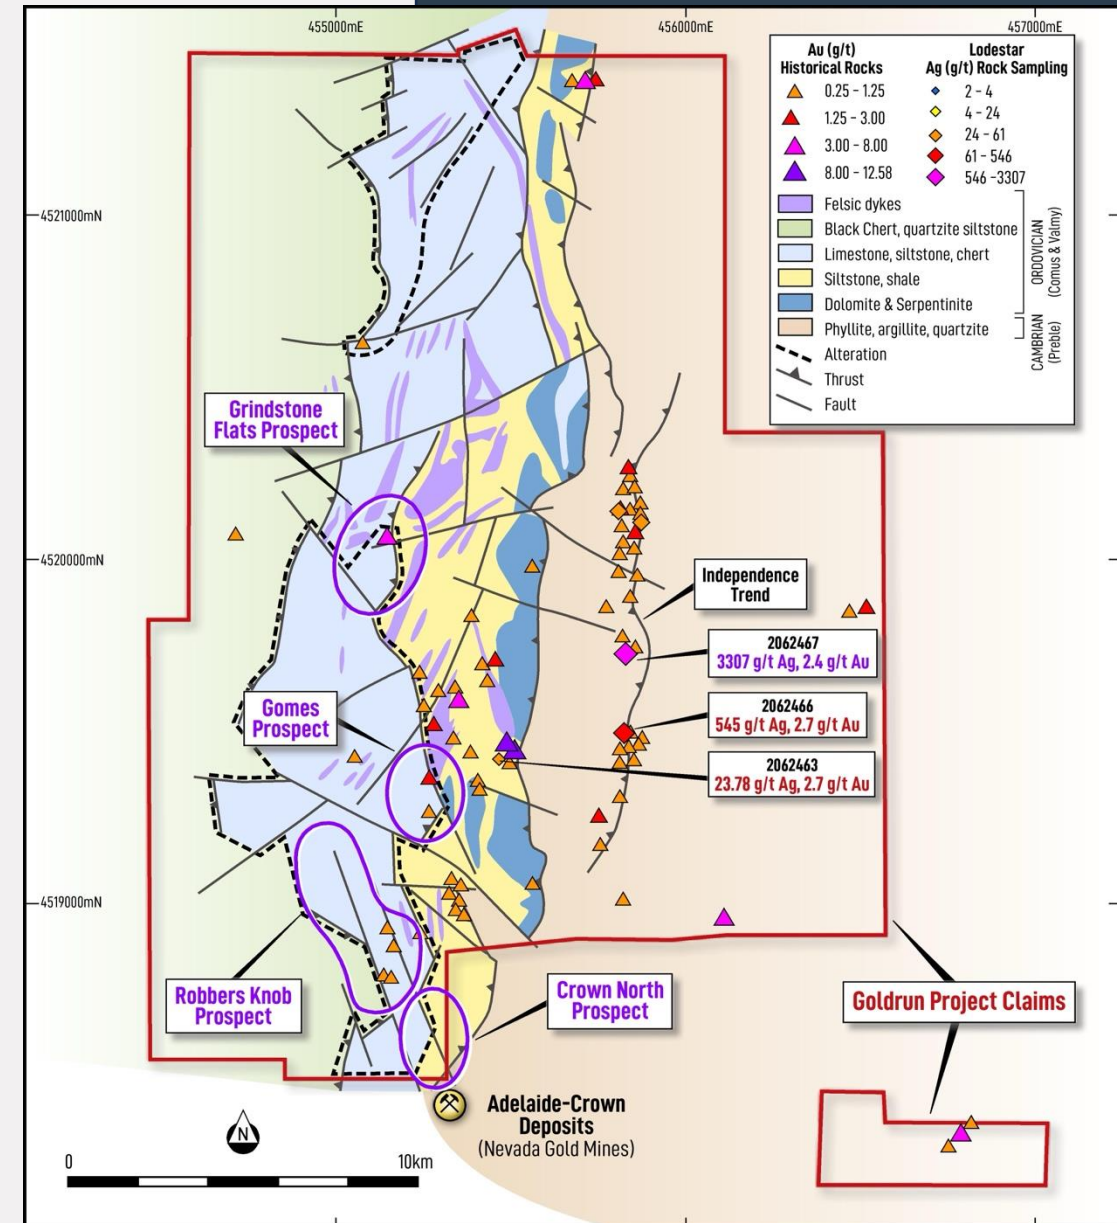 455000mE
456000mE
457000mE
4521000mN
4520000mN
4519000mN
Au (g/t)
Historical Rocks
0.25 - 1.25
1.25 - 3.00
3.00 - 8.00
8.00 - 12.58
Lodestar
Ag (g/t) Rock Sampling
2 - 4
4 - 24
24 - 61
61 - 546
546 -3307
Felsic dykes
Black Chert, quartzite siltstone
Limestone, siltstone, chert
Siltstone, shale
Dolomite & Serpentinite
Phyllite, argillite, quartzite
Alteration
Thrust
Fault
ORDOVICIAN
(Comus & Valmy)
CAMBRIAN
(Preble)
Grindstone
Flats Prospect
Independence
Trend
2062467
3307 g/t Ag, 2.4 g/t Au
2062466
545 g/t Ag, 2.7 g/t Au
2062463
23.78 g/t Ag, 2.7 g/t Au
Gomes
Prospect
Robbers Knob
Prospect
Crown North
Prospect
Goldrun Project Claims
Adelaide-Crown
Deposits
(Nevada Gold Mines)
N
0
10km